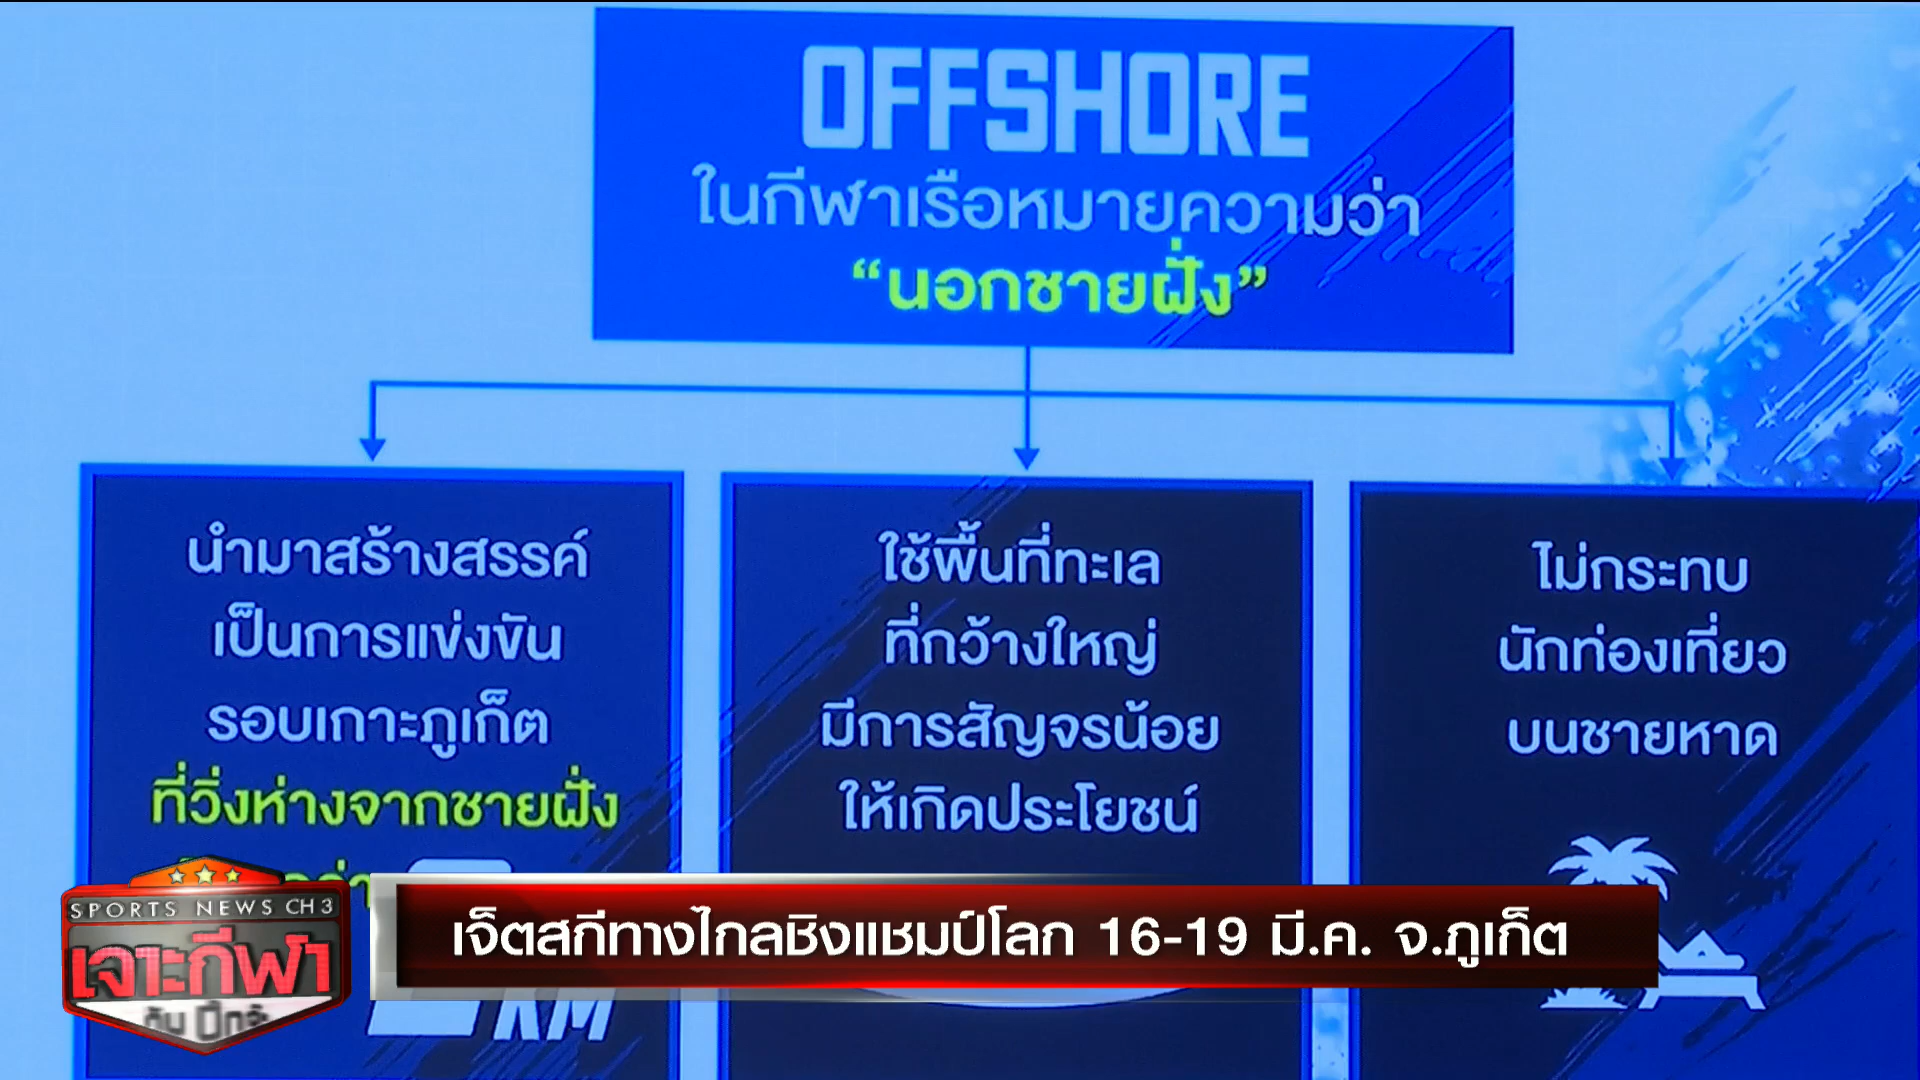 OFFSHORE
ในกีฬาเรือหมายความว่า
“นอกชายฝั่ง”
นำมาสร้างสรรค์
เป็นการแข่งขัน
รอบเกาะภูเก็ต
ที่วิ่งห่างจากชายฝั่ง
KM
ใช้พื้นที่ทะเล
ที่กว้างใหญ่
มีการสัญจรน้อย
ให้เกิดประโยชน์
ไม่กระทบ
นักท่องเที่ยว
บนชายหาด
SPORTS NEWS CH3
เจาะกีฬา
กับ
เจ็ตสกีทางไกลชิงแชมป์โลก 16-19 มี.ค. จ.ภูเก็ต